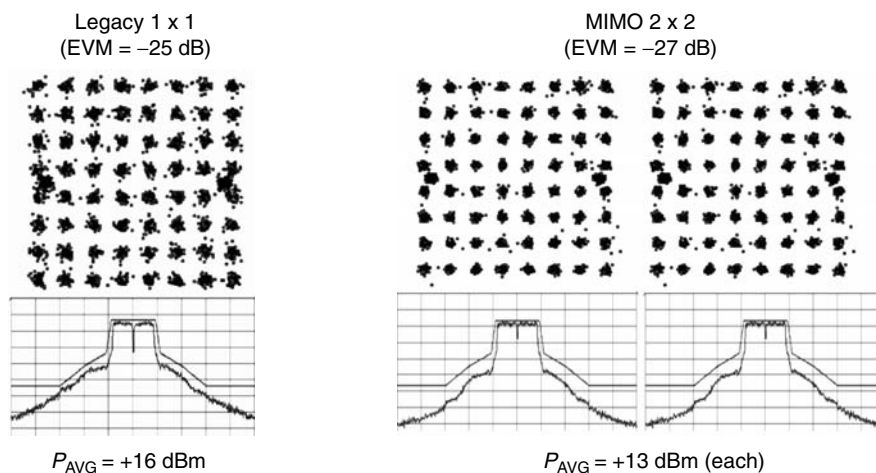 Legacy 1 x 1
(EVM = −25 dB)
MIMO 2 x 2
(EVM = −27 dB)
P_AVG = +16 dBm
P_AVG = +13 dBm (each)